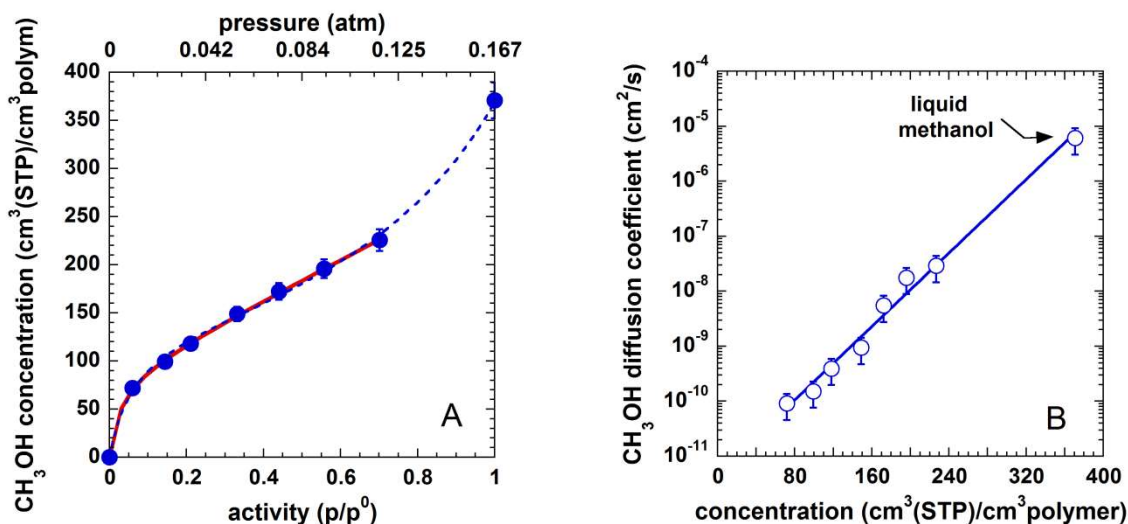 pressure (atm)
0 0.042 0.084 0.125 0.167
CH₃OH concentration (cm³(STP)/cm³polym)
400
350
300
250
200
150
100
50
0
A
0 0.2 0.4 0.6 0.8 1
activity (p/p⁰)
CH₃OH diffusion coefficient (cm²/s)
10⁻⁴
10⁻⁵
10⁻⁶
10⁻⁷
10⁻⁸
10⁻⁹
10⁻¹⁰
10⁻¹¹
liquid
methanol
B
0 80 160 240 320 400
concentration (cm³(STP)/cm³polymer)